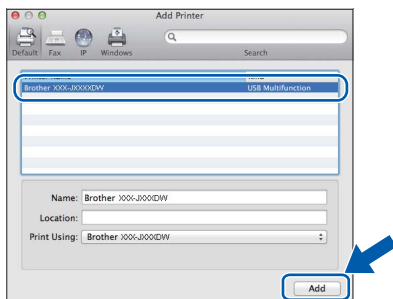 Add Printer
Default Fax IP Windows Search
Brother XXX-JXXXXDW USB Multifunction
Name: Brother XXX-JXXXDW
Location:
Print Using: Brother XXX-JXXXDW
Add